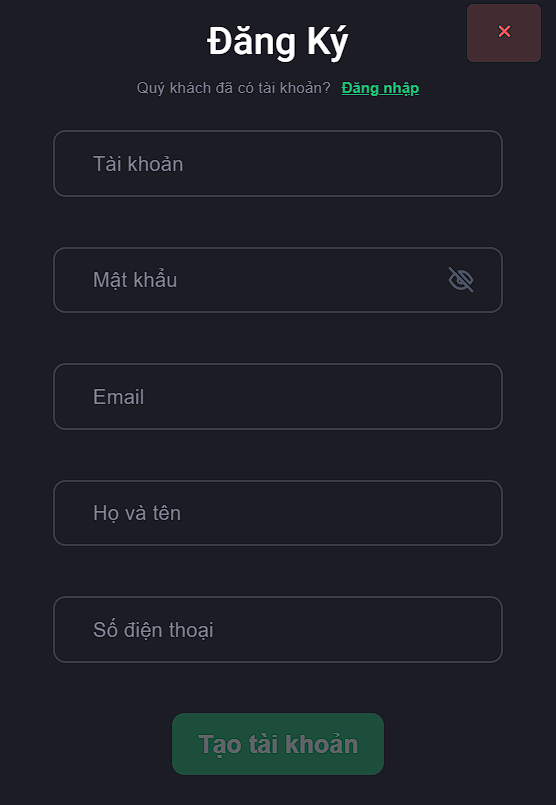 Đăng Ký
Quý khách đã có tài khoản? Đăng nhập
Tài khoản
Mật khẩu
Email
Họ và tên
Số điện thoại
Tạo tài khoản